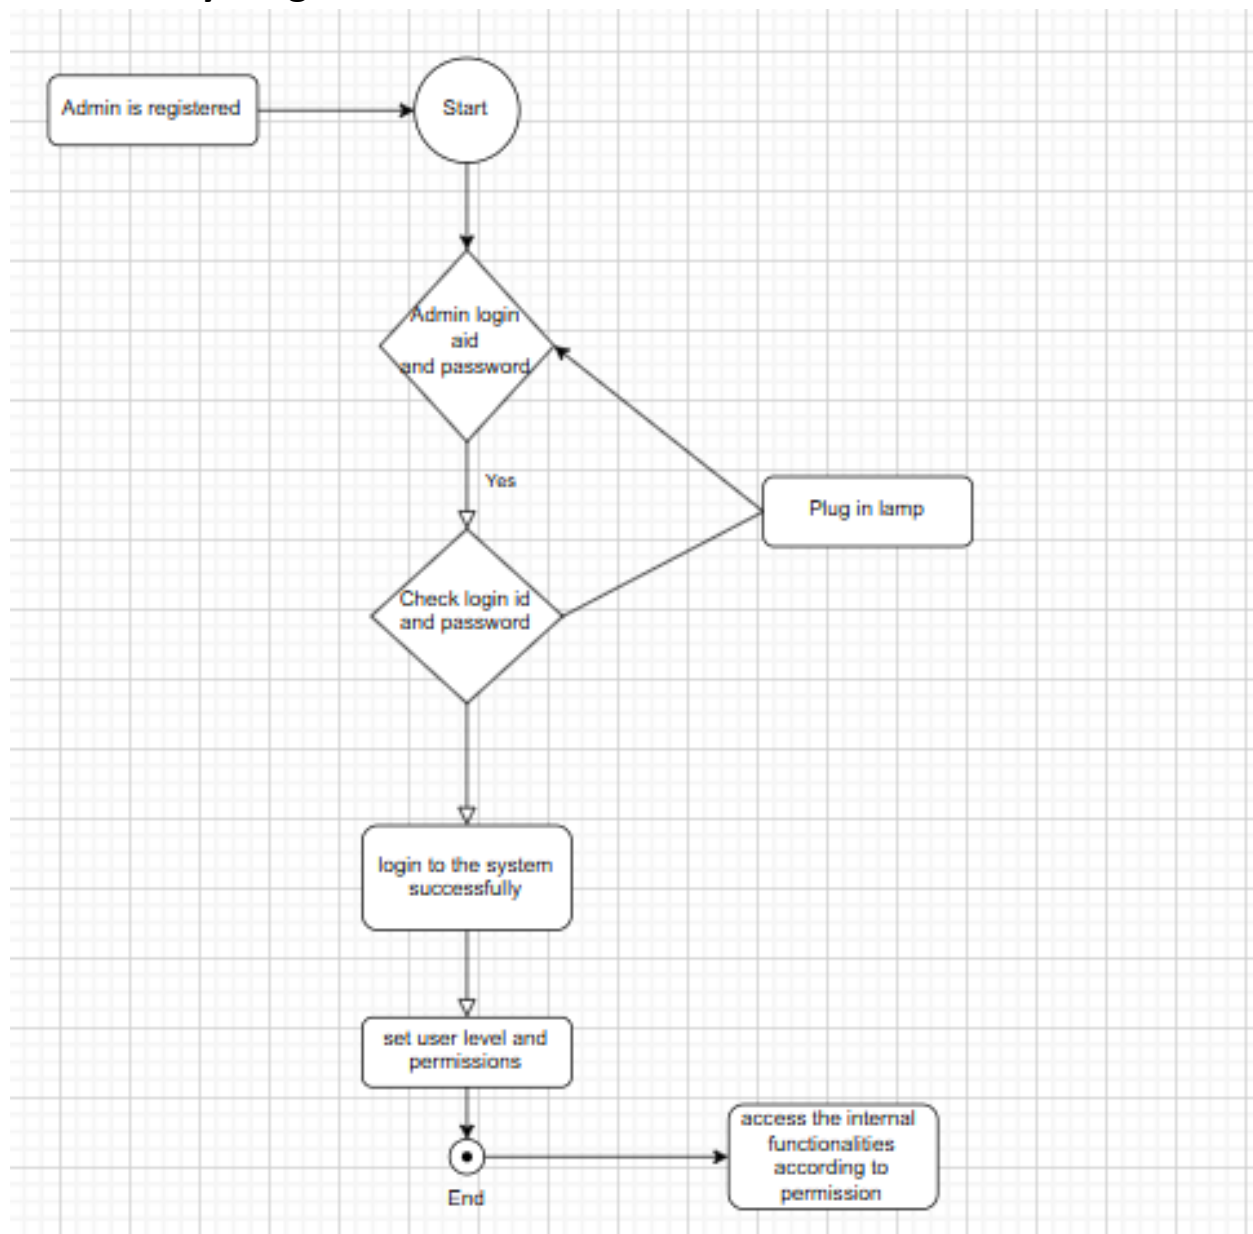 Admin is registered
Start
Admin login
aid
and password
Yes
Plug in lamp
Check login id
and password
login to the system
successfully
set user level and
permissions
access the internal
functionalities
according to
permission
End